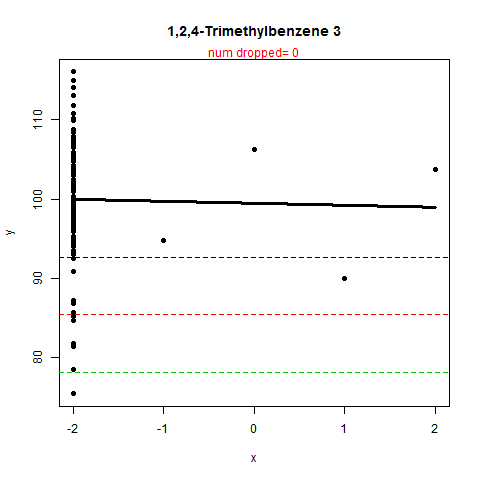 1,2,4-Trimethylbenzene 3
num dropped= 0
110
100
90
80
y
-2 -1 0 1 2
x